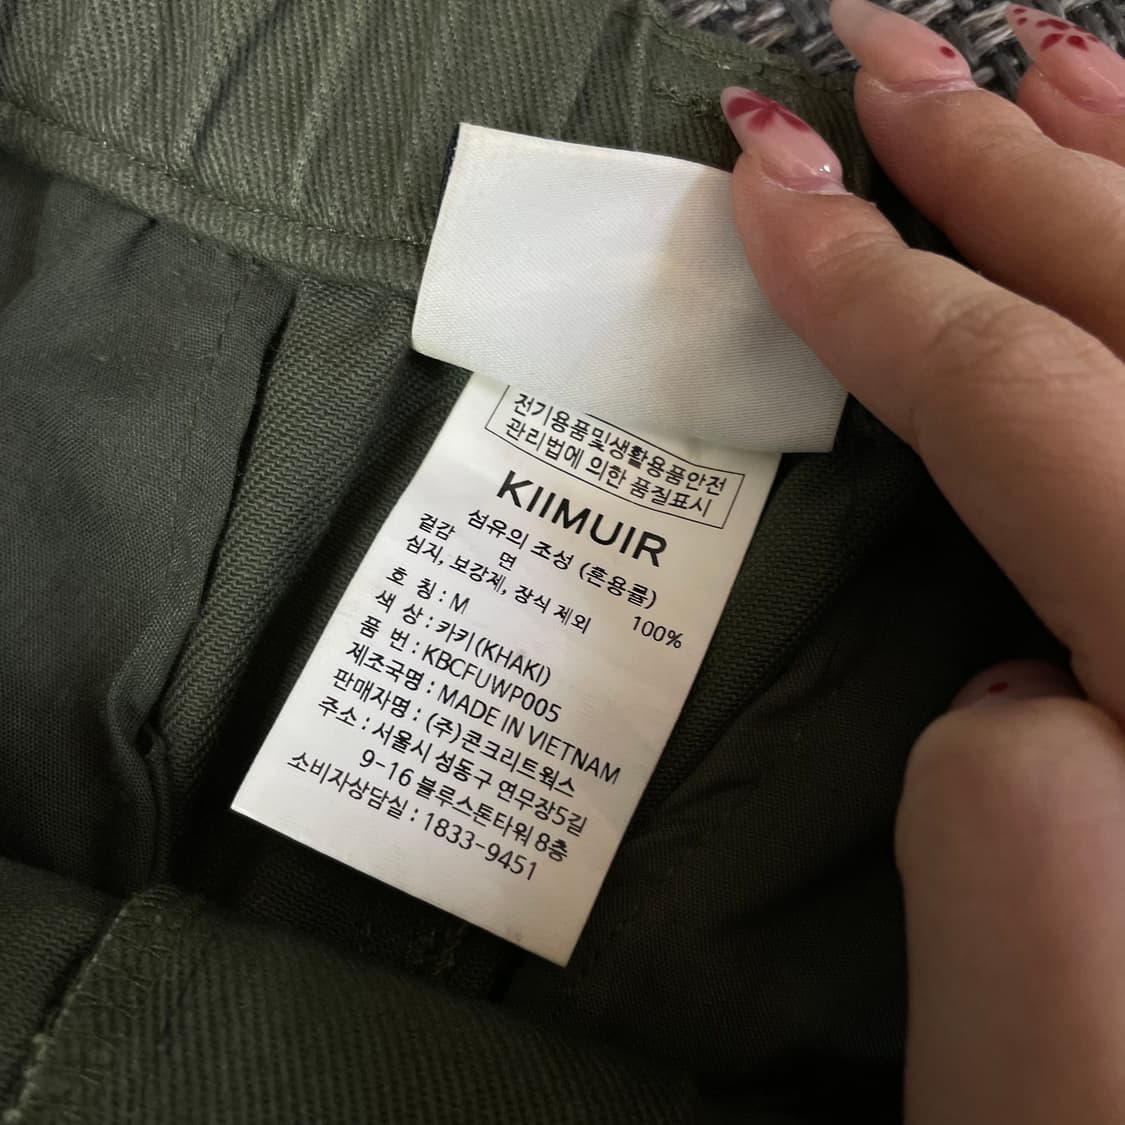 전기용품및생활용품안전
관리법에 의한 품질표시
KIIMUIR
섬유의 조성 (혼용률)
겉감 면 100%
심지, 보강제, 장식 제외
호 칭 : M
색 상 : 카키(KHAKI)
품 번 : KBCFUWP005
제조국명 : MADE IN VIETNAM
판매자명 : (주)콘크리트웍스
주소 : 서울시 성동구 연무장5길
9-16 블루스톤타워 8층
소비자상담실 : 1833-9451